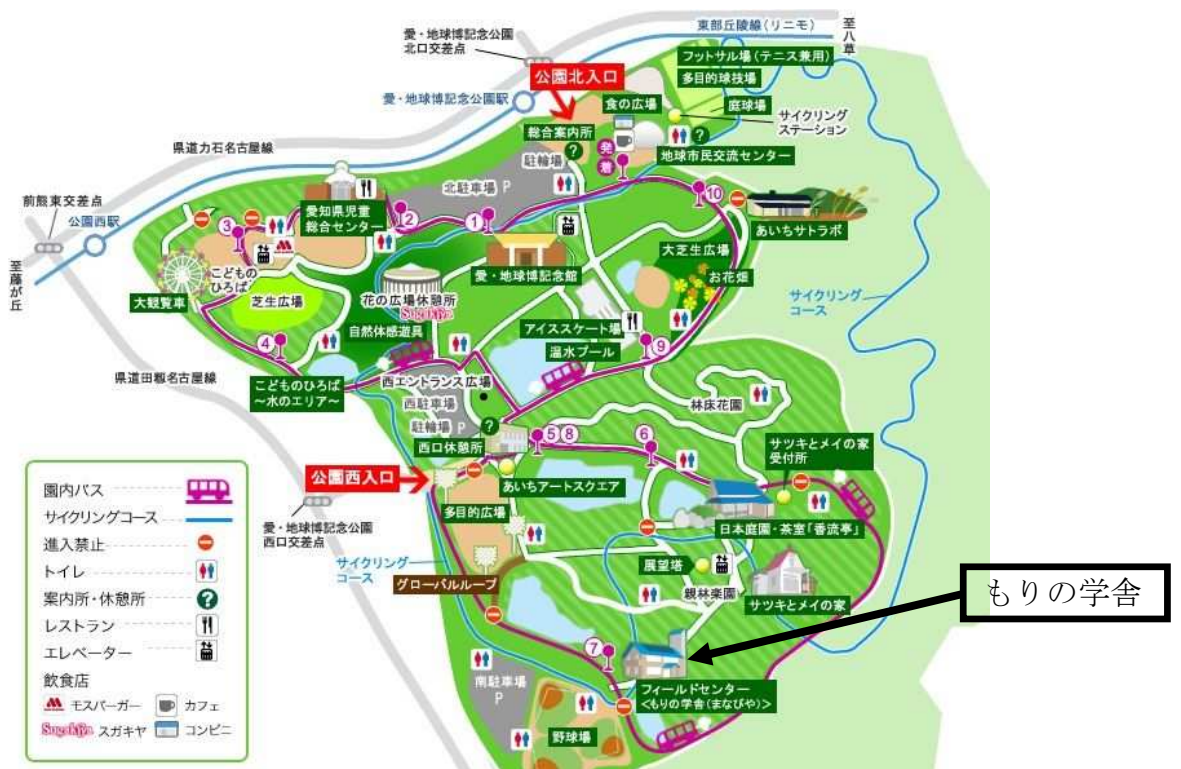 東部丘陵線(リニモ)
至八草
愛・地球博記念公園
北口交差点
公園北入口
フットサル場(テニス兼用)
多目的球技場
庭球場
食の広場
サイクリング
ステーション
愛・地球博記念公園駅
総合案内所
?
?
地球市民交流センター
発
着
駐輪場
県道力石名古屋線
北駐車場 P
前熊東交差点
公園西駅
至藤が丘
愛知県児童
総合センター
3
2
1
10
あいちサトラボ
大芝生広場
お花畑
こどもの
ひろば
大観覧車
芝生広場
愛・地球博記念館
花の広場休憩所
Sugakiya
自然体感遊具
アイススケート場
温水プール
9
サイクリング
コース
4
県道田籾名古屋線
こどものひろば
~水のエリア~
西エントランス広場
西駐車場
駐輪場 P
?
林床花園
西口休憩所
5
8
6
サツキとメイの家
受付所
公園西入口
あいちアートスクエア
多目的広場
愛・地球博記念公園
西口交差点
日本庭園・茶室「香流亭」
サイクリング
コース
グローバルループ
展望塔
親林楽園
サツキとメイの家
もりの学舎
7
南駐車場
P
フィールドセンター
<もりの学舎(まなびや)>
野球場
園内バス
サイクリングコース
進入禁止
トイレ
案内所・休憩所
?
レストラン
エレベーター
飲食店
モスバーガー
カフェ
Sugakiya スガキヤ
コンビニ